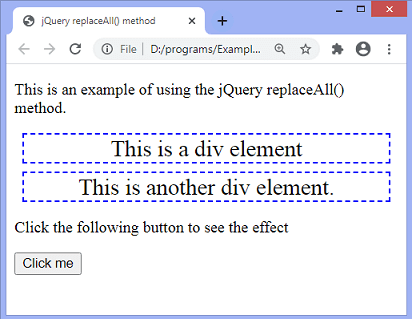 jQuery replaceAll() method
File | D:/programs/Exampl...
This is an example of using the jQuery replaceAll()
method.
This is a div element
This is another div element.
Click the following button to see the effect
Click me